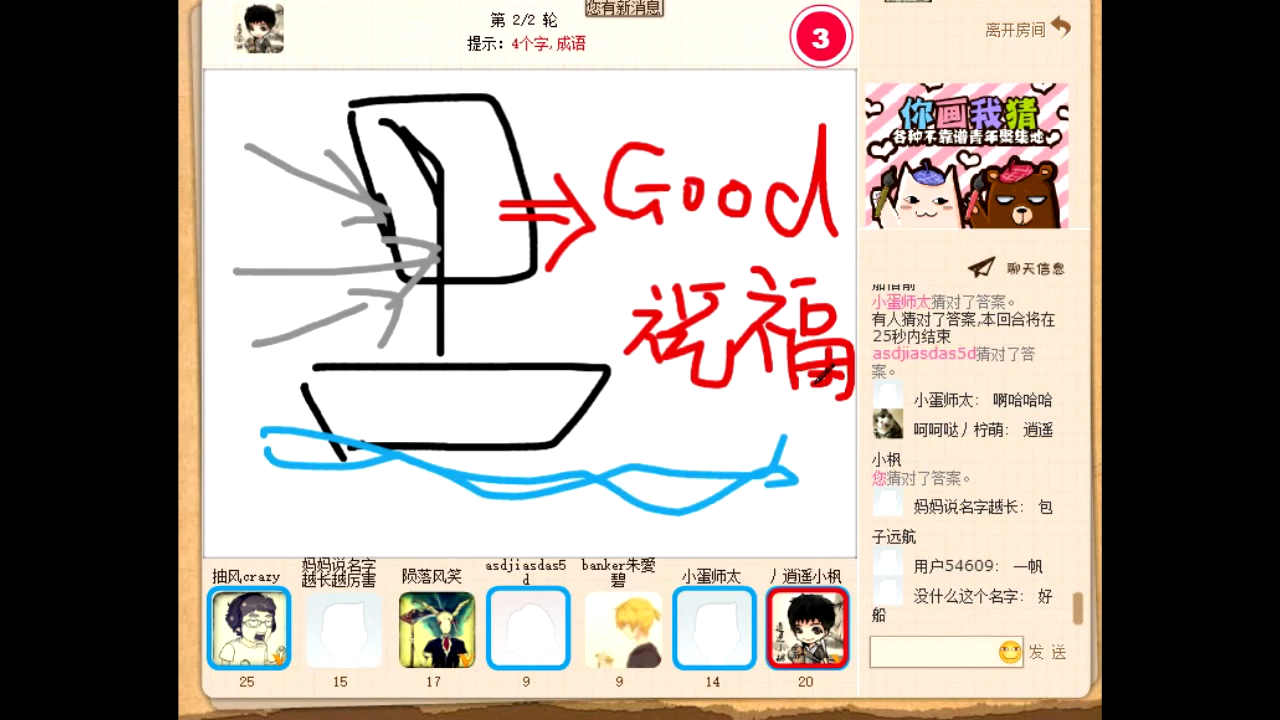 您有新消息
第 2/2 轮
提示: 4个字,成语
3
离开房间
Good
祝福
你画我猜
各种不靠谱青年聚集地
聊天信息
船借前
小蛋师太猜对了答案。
有人猜对了答案,本回合将在
25秒内结束
asdjiasdas5d猜对了答
案。
小蛋师太: 啊哈哈哈
呵呵哒丿柠萌: 逍遥
小枫
您猜对了答案。
妈妈说名字越长: 包
子远航
用户54609: 一帆
没什么这个名字: 好
船
发 送
抽风crazy
妈妈说名字
越长越厉害
陨落风笑
asdjiasdas5
d
banker朱愛
碧
小蛋师太
丿逍遥小枫
25
15
17
9
9
14
20